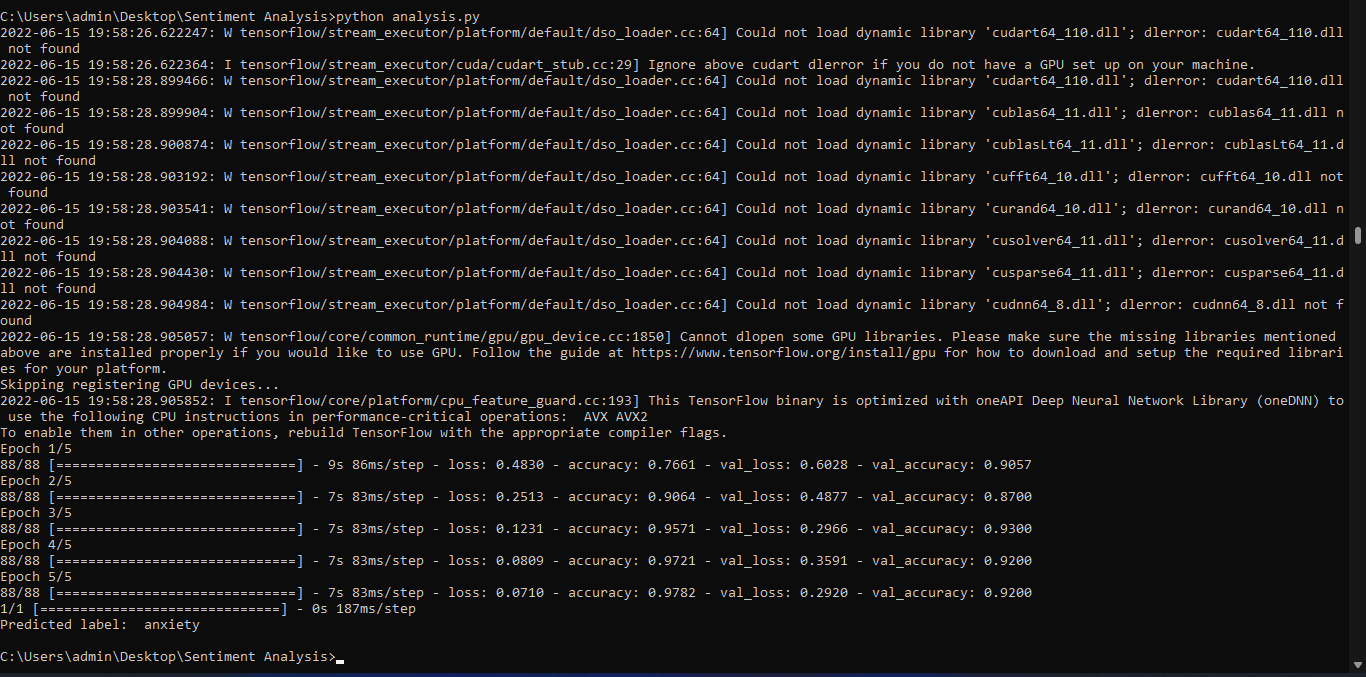 C:\Users\admin\Desktop\Sentiment Analysis>python analysis.py
2022-06-15 19:58:26.622247: W tensorflow/stream_executor/platform/default/dso_loader.cc:64] Could not load dynamic library 'cudart64_110.dll'; dlerror: cudart64_110.dll
 not found
2022-06-15 19:58:26.622364: I tensorflow/stream_executor/cuda/cudart_stub.cc:29] Ignore above cudart dlerror if you do not have a GPU set up on your machine.
2022-06-15 19:58:28.899466: W tensorflow/stream_executor/platform/default/dso_loader.cc:64] Could not load dynamic library 'cudart64_110.dll'; dlerror: cudart64_110.dll
 not found
2022-06-15 19:58:28.899904: W tensorflow/stream_executor/platform/default/dso_loader.cc:64] Could not load dynamic library 'cublas64_11.dll'; dlerror: cublas64_11.dll n
ot found
2022-06-15 19:58:28.900874: W tensorflow/stream_executor/platform/default/dso_loader.cc:64] Could not load dynamic library 'cublasLt64_11.dll'; dlerror: cublasLt64_11.d
ll not found
2022-06-15 19:58:28.903192: W tensorflow/stream_executor/platform/default/dso_loader.cc:64] Could not load dynamic library 'cufft64_10.dll'; dlerror: cufft64_10.dll not
 found
2022-06-15 19:58:28.903541: W tensorflow/stream_executor/platform/default/dso_loader.cc:64] Could not load dynamic library 'curand64_10.dll'; dlerror: curand64_10.dll n
ot found
2022-06-15 19:58:28.904088: W tensorflow/stream_executor/platform/default/dso_loader.cc:64] Could not load dynamic library 'cusolver64_11.dll'; dlerror: cusolver64_11.d
ll not found
2022-06-15 19:58:28.904430: W tensorflow/stream_executor/platform/default/dso_loader.cc:64] Could not load dynamic library 'cusparse64_11.dll'; dlerror: cusparse64_11.d
ll not found
2022-06-15 19:58:28.904984: W tensorflow/stream_executor/platform/default/dso_loader.cc:64] Could not load dynamic library 'cudnn64_8.dll'; dlerror: cudnn64_8.dll not f
ound
2022-06-15 19:58:28.905057: W tensorflow/core/common_runtime/gpu/gpu_device.cc:1850] Cannot dlopen some GPU libraries. Please make sure the missing libraries mentioned
above are installed properly if you would like to use GPU. Follow the guide at https://www.tensorflow.org/install/gpu for how to download and setup the required librari
es for your platform.
Skipping registering GPU devices...
2022-06-15 19:58:28.905852: I tensorflow/core/platform/cpu_feature_guard.cc:193] This TensorFlow binary is optimized with oneAPI Deep Neural Network Library (oneDNN) to
 use the following CPU instructions in performance-critical operations:  AVX AVX2
To enable them in other operations, rebuild TensorFlow with the appropriate compiler flags.
Epoch 1/5
88/88 [==============================] - 9s 86ms/step - loss: 0.4830 - accuracy: 0.7661 - val_loss: 0.6028 - val_accuracy: 0.9057
Epoch 2/5
88/88 [==============================] - 7s 83ms/step - loss: 0.2513 - accuracy: 0.9064 - val_loss: 0.4877 - val_accuracy: 0.8700
Epoch 3/5
88/88 [==============================] - 7s 83ms/step - loss: 0.1231 - accuracy: 0.9571 - val_loss: 0.2966 - val_accuracy: 0.9300
Epoch 4/5
88/88 [==============================] - 7s 83ms/step - loss: 0.0809 - accuracy: 0.9721 - val_loss: 0.3591 - val_accuracy: 0.9200
Epoch 5/5
88/88 [==============================] - 7s 83ms/step - loss: 0.0710 - accuracy: 0.9782 - val_loss: 0.2920 - val_accuracy: 0.9200
1/1 [==============================] - 0s 187ms/step
Predicted label:  anxiety
C:\Users\admin\Desktop\Sentiment Analysis>